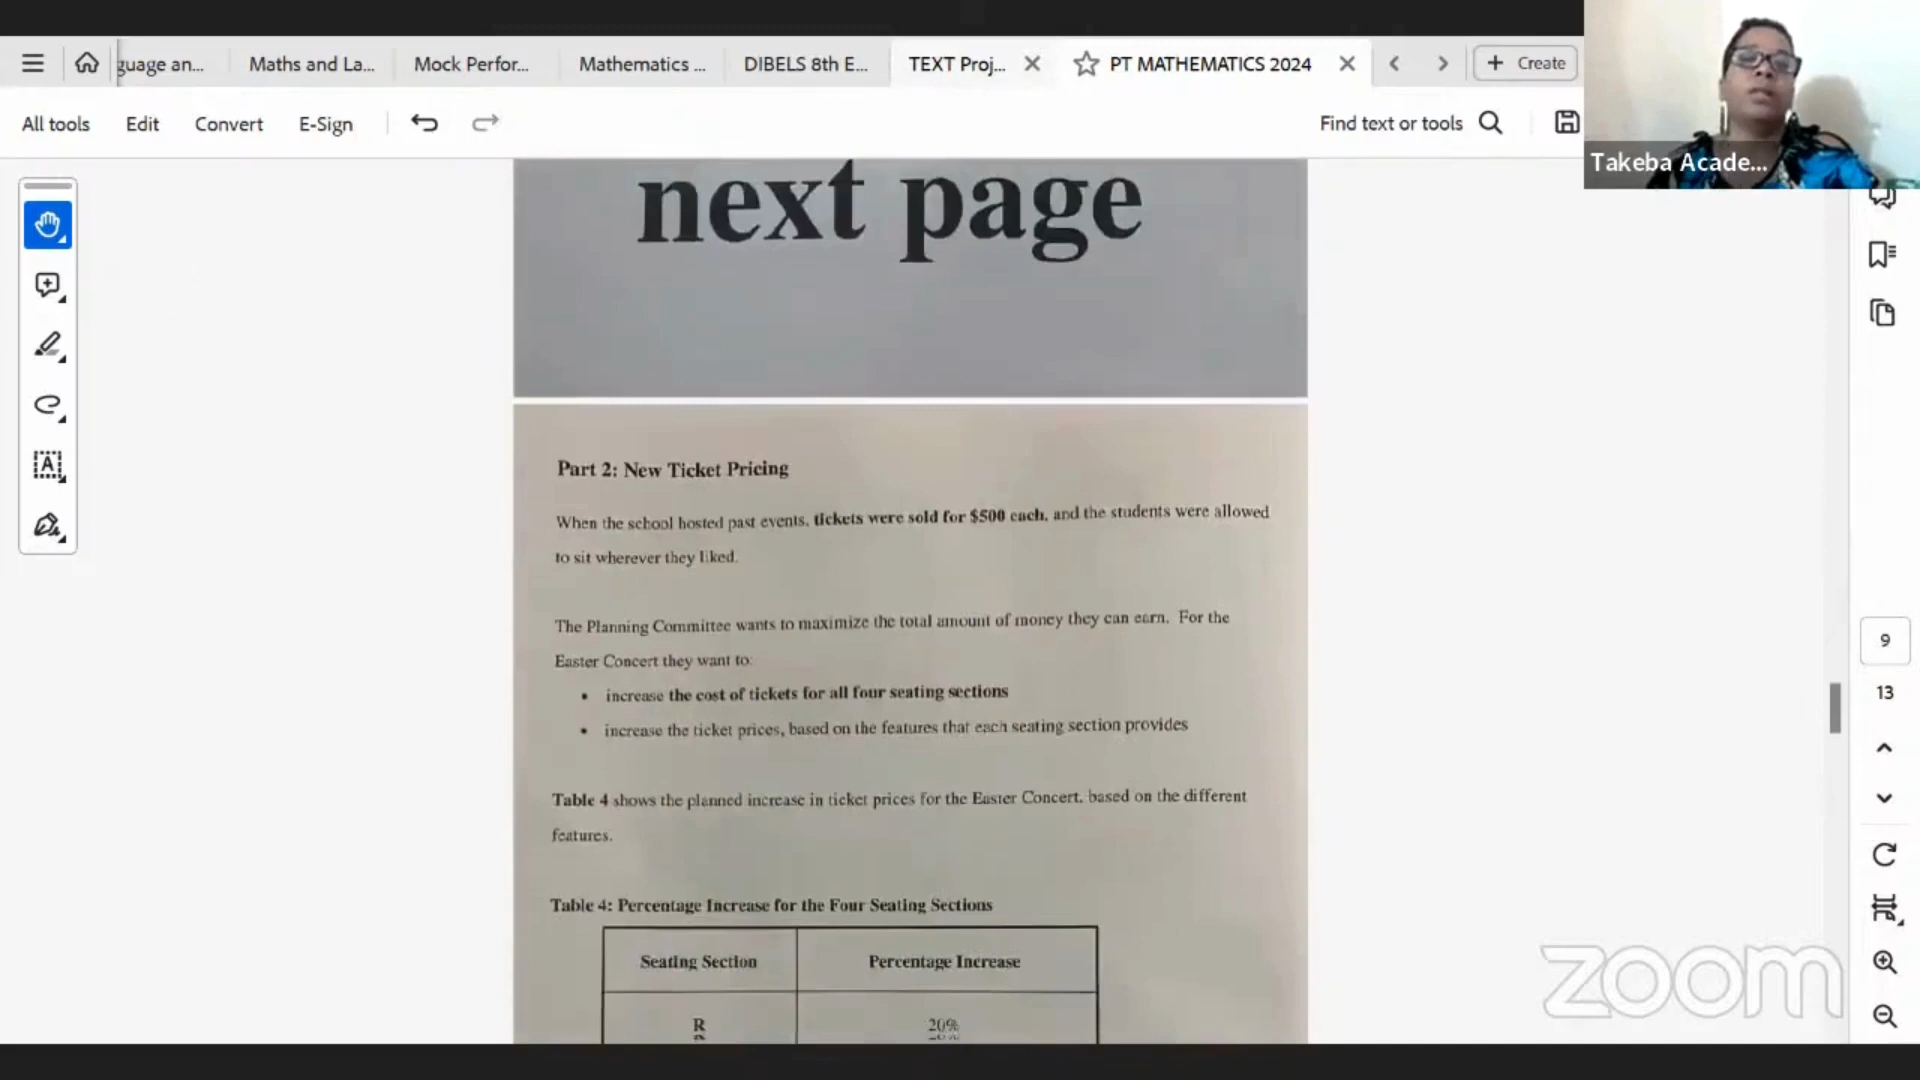 guage an...
Maths and La...
Mock Perfor...
Mathematics ...
DIBELS 8th E...
TEXT Proj...
PT MATHEMATICS 2024
Create
All tools
Edit
Convert
E-Sign
Find text or tools
Takeba Acade...
next page
Part 2: New Ticket Pricing
When the school hosted past events, tickets were sold for $500 each, and the students were allowed
to sit wherever they liked.
The Planning Committee wants to maximize the total amount of money they can earn. For the
Easter Concert they want to:
• increase the cost of tickets for all four seating sections
• increase the ticket prices, based on the features that each seating section provides
Table 4 shows the planned increase in ticket prices for the Easter Concert, based on the different
features.
Table 4: Percentage Increase for the Four Seating Sections
Seating Section
Percentage Increase
R
20%
9
13
zoom